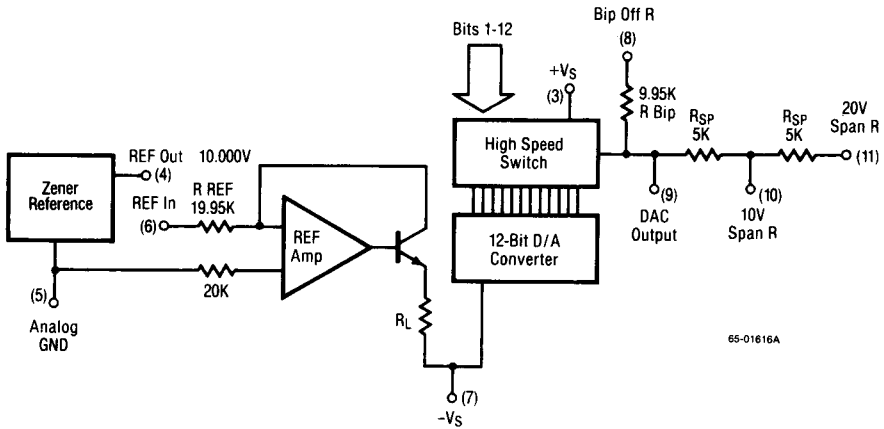 Bits 1-12
Bip Off R
(8)
+VS
(3)
9.95K
R Bip
RSP
5K
RSP
5K
20V
Span R
(11)
High Speed
Switch
REF Out
10.000V
(4)
Zener
Reference
R REF
19.95K
REF In
(6)
REF
Amp
(9)
DAC
Output
(10)
10V
Span R
12-Bit D/A
Converter
20K
(5)
Analog
GND
RL
65-01616A
(7)
–VS